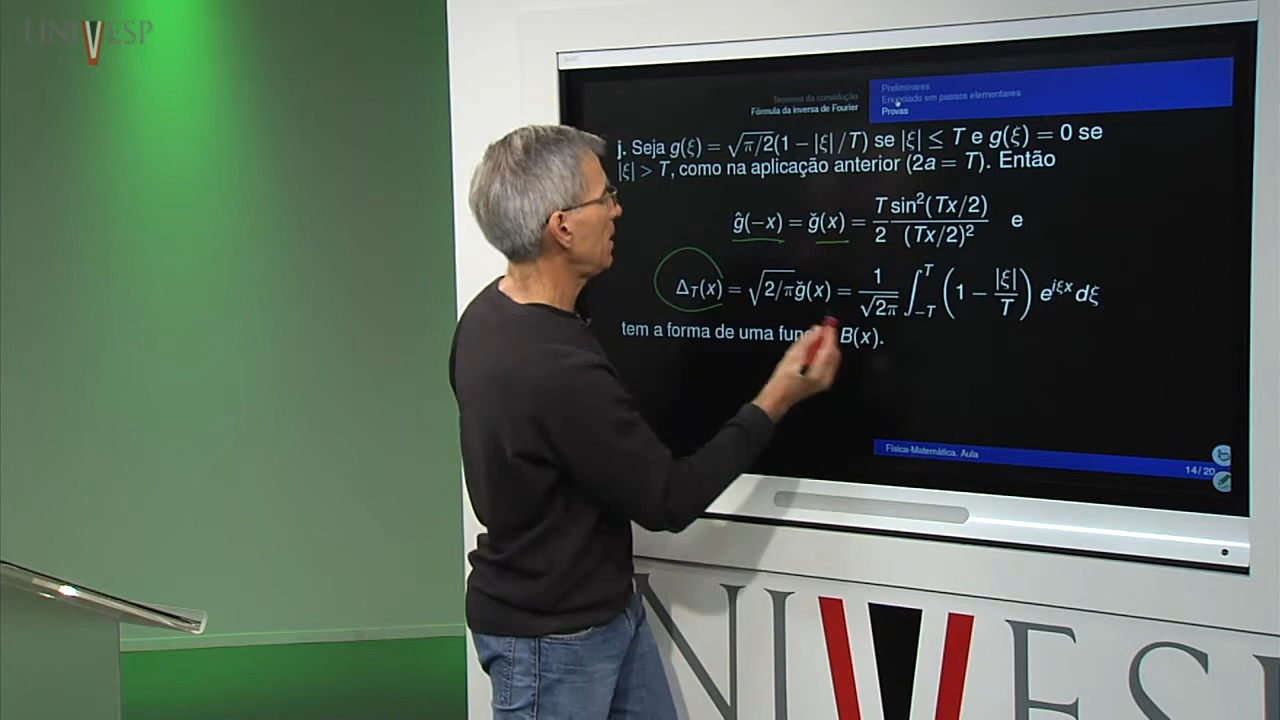 UNIVESP
Teorema da convolução
Fórmula da inversa de Fourier
Preliminares
Enunciado em passos elementares
Provas
j. Seja g(ξ) = √π/2(1 − |ξ|/T) se |ξ| ≤ T e g(ξ) = 0 se
|ξ| > T, como na aplicação anterior (2a = T). Então
ĝ(−x) = ǧ(x) = T/2 sin²(Tx/2)/(Tx/2)² e
Δ_T(x) = √2/π ǧ(x) = 1/√2π ∫_{−T}^{T} (1 − |ξ|/T) e^{iξx} dξ
tem a forma de uma B(x).
Física-Matemática. Aula
14/20
UNIVES